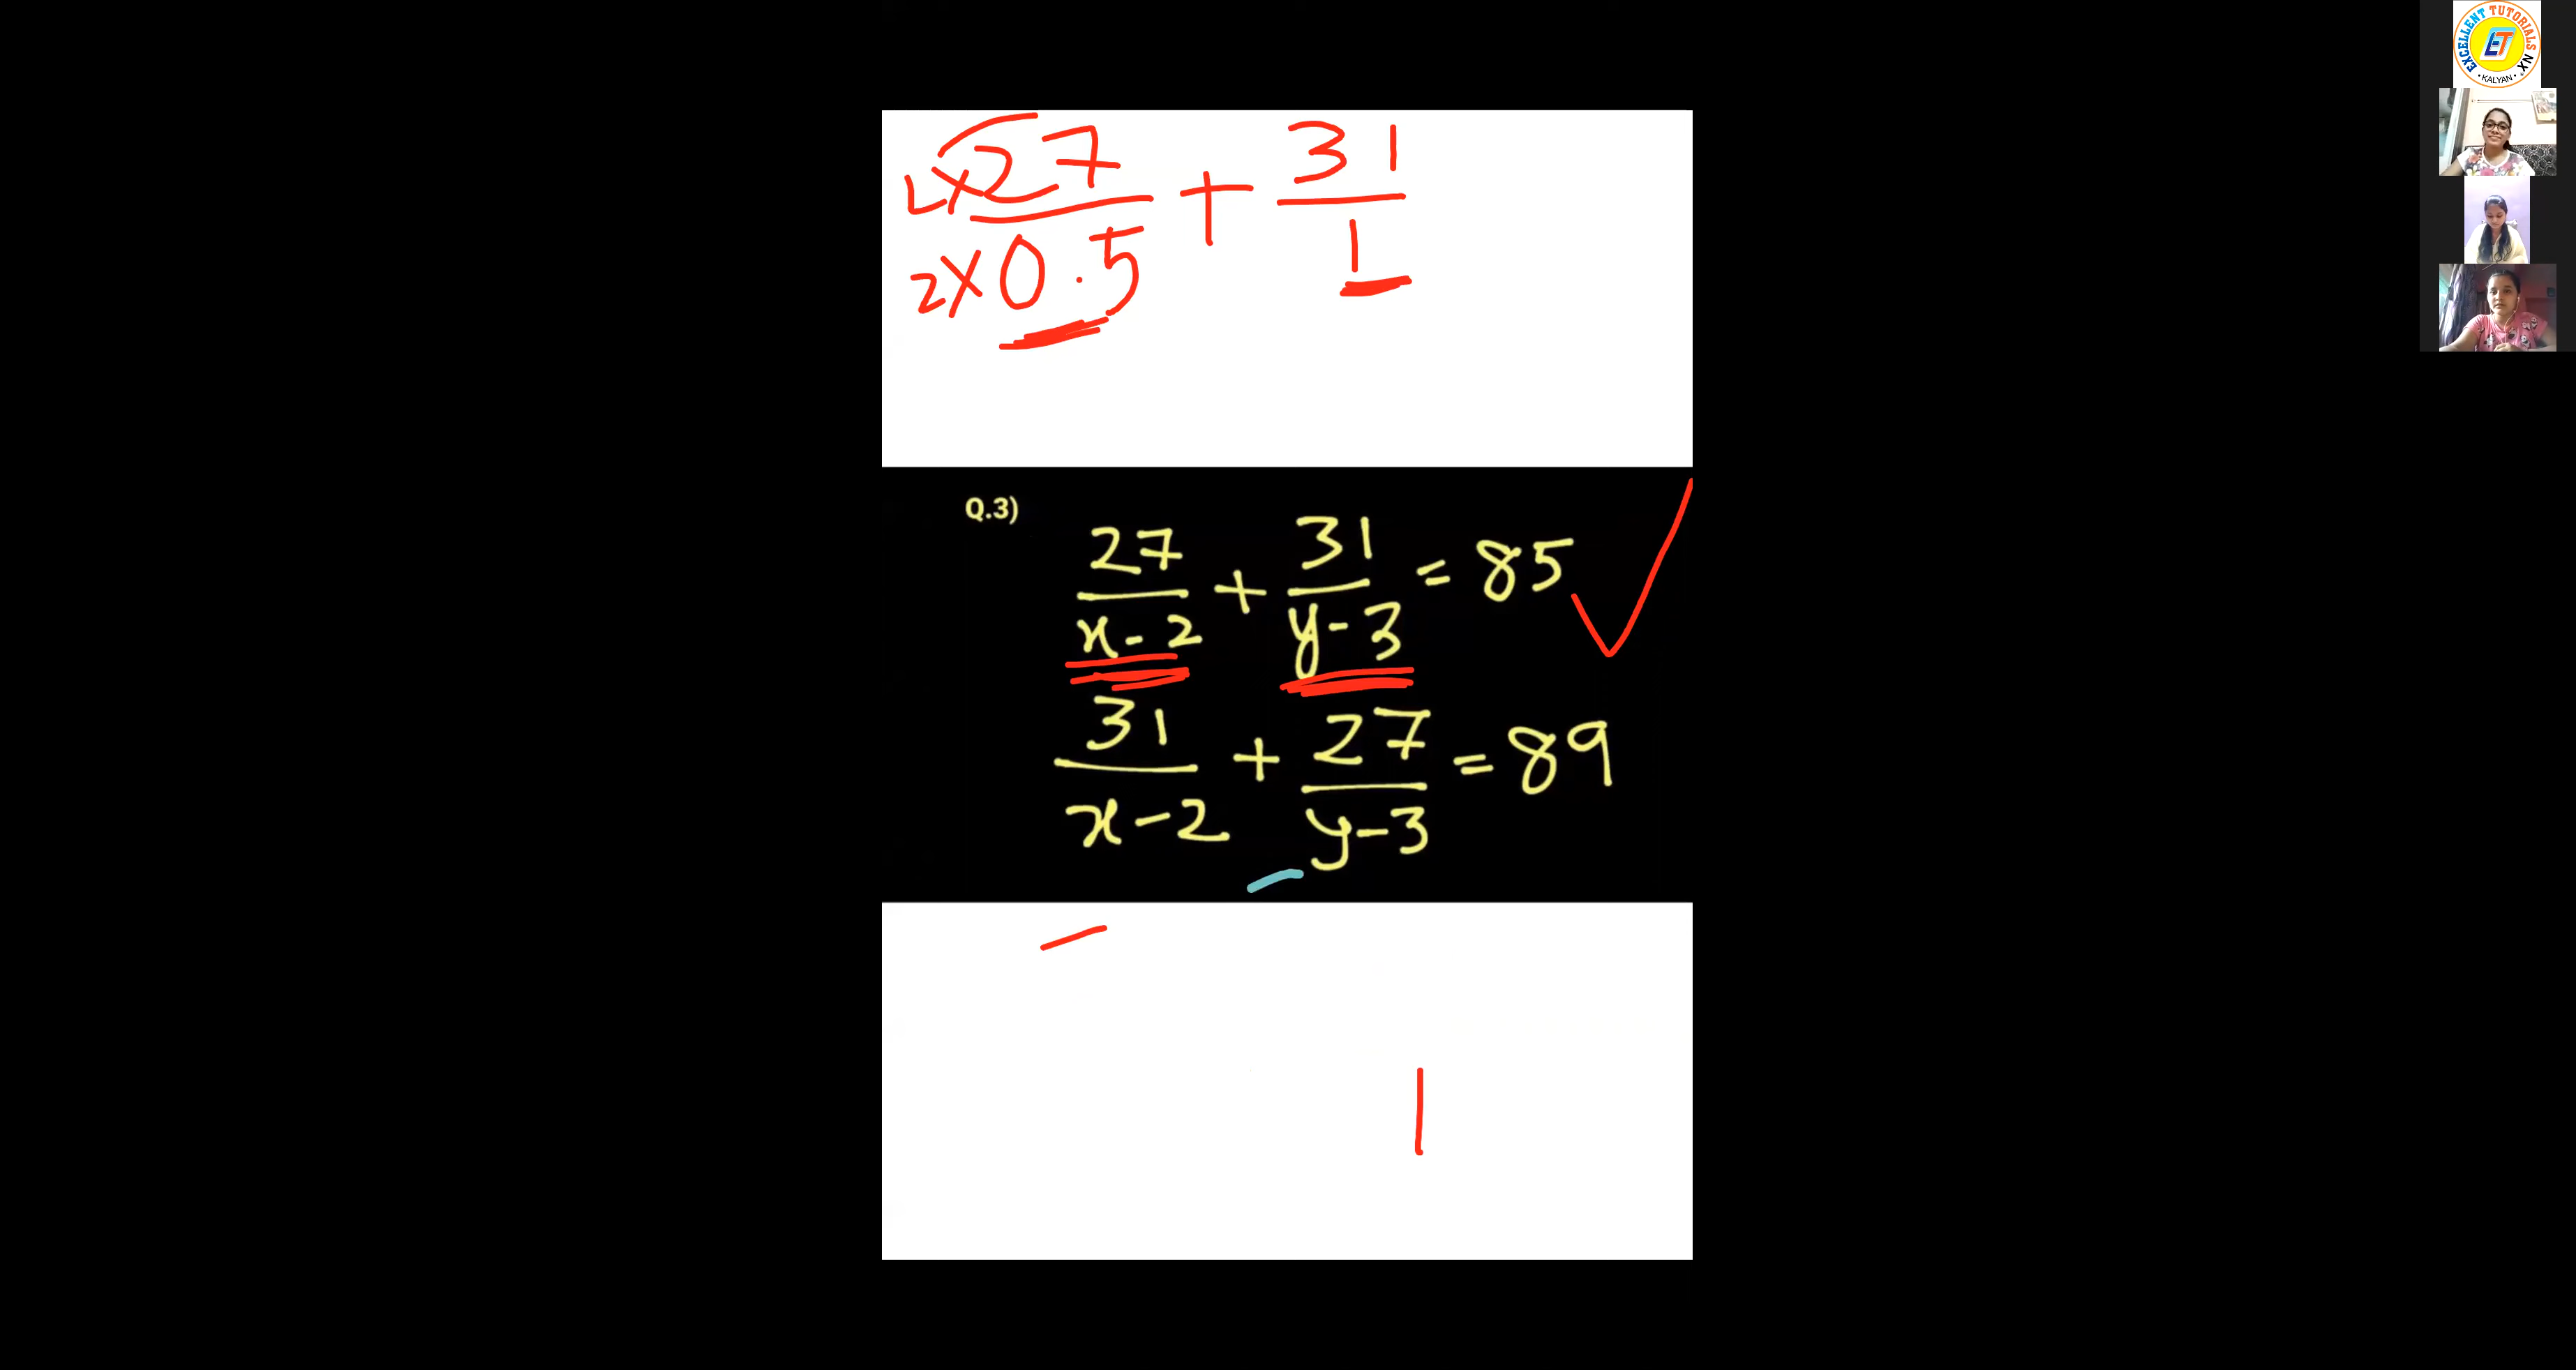 2×27/2×0.5 + 31/1
Q.3)
27/x-2 + 31/y-3 = 85
31/x-2 + 27/y-3 = 89
EXCELLENT TUTORIALS NX.
ET
• KALYAN •